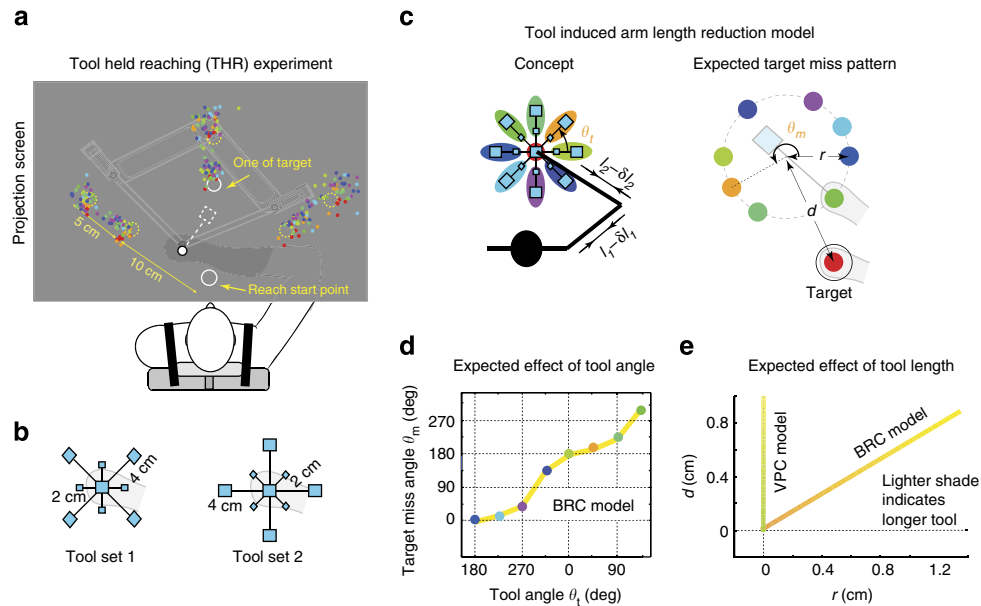 a
Tool held reaching (THR) experiment
Projection screen
One of target
5 cm
10 cm
Reach start point
b
2 cm
4 cm
Tool set 1
4 cm
2 cm
Tool set 2
c
Tool induced arm length reduction model
Concept
θt
l2–δl2
l1–δl1
Expected target miss pattern
θm
r
d
Target
d
Expected effect of tool angle
Target miss angle θm (deg)
270
180
90
0
BRC model
180
270
0
90
Tool angle θt (deg)
e
Expected effect of tool length
d (cm)
0.8
0.4
0
VPC model
BRC model
Lighter shade
indicates
longer tool
0
0.4
0.8
1.2
r (cm)